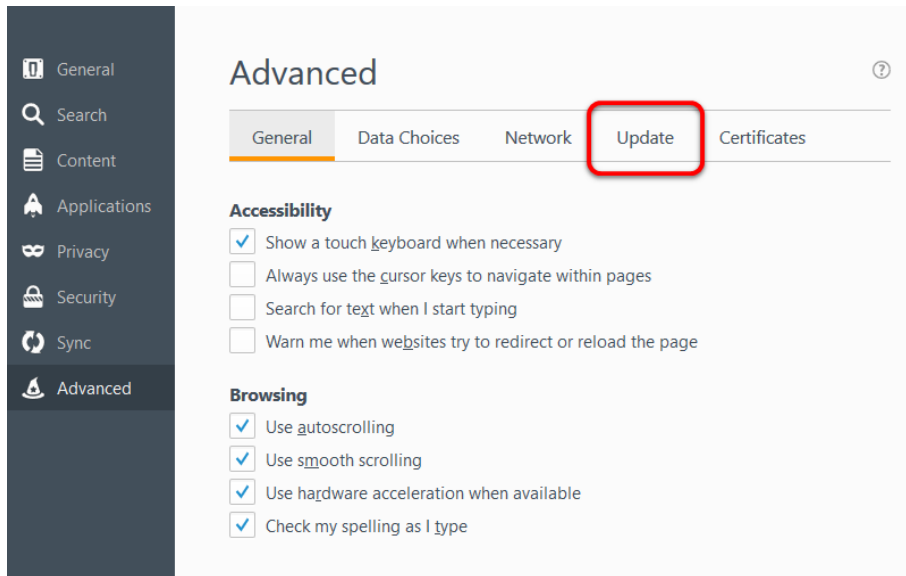 General
Search
Content
Applications
Privacy
Security
Sync
Advanced
Advanced
General Data Choices Network Update Certificates
Accessibility
Show a touch keyboard when necessary
Always use the cursor keys to navigate within pages
Search for text when I start typing
Warn me when websites try to redirect or reload the page
Browsing
Use autoscrolling
Use smooth scrolling
Use hardware acceleration when available
Check my spelling as I type